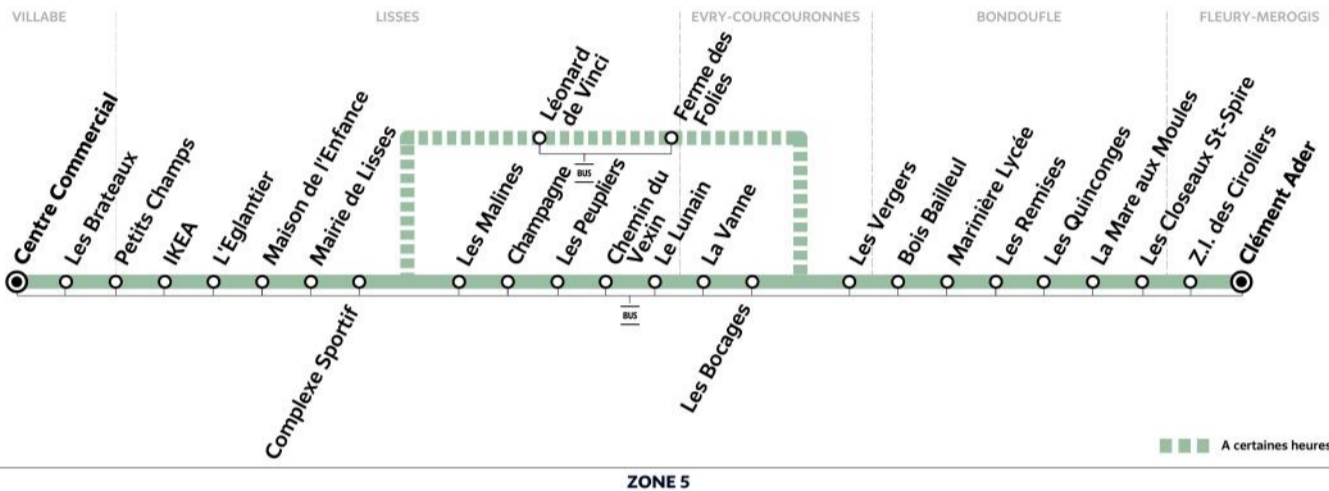 VILLABE
LISSES
EVRY-COURCOURONNES
BONDOUFLE
FLEURY-MEROGIS
Léonard
de Vinci
Ferme des
Folies
BUS
Centre Commercial
Les Brateaux
Petits Champs
IKEA
L'Eglantier
Maison de l'Enfance
Mairie de Lisses
Complexe Sportif
Les Malines
Champagne
Les Peupliers
Chemin du
Vexin
Le Lunain
La Vanne
Les Bocages
Les Vergers
Bois Bailleul
Marinière Lycée
Les Remises
Les Quinconges
La Mare aux Moules
Les Closeaux St-Spire
Z.I. des Ciroliers
Clément Ader
BUS
A certaines heures
ZONE 5